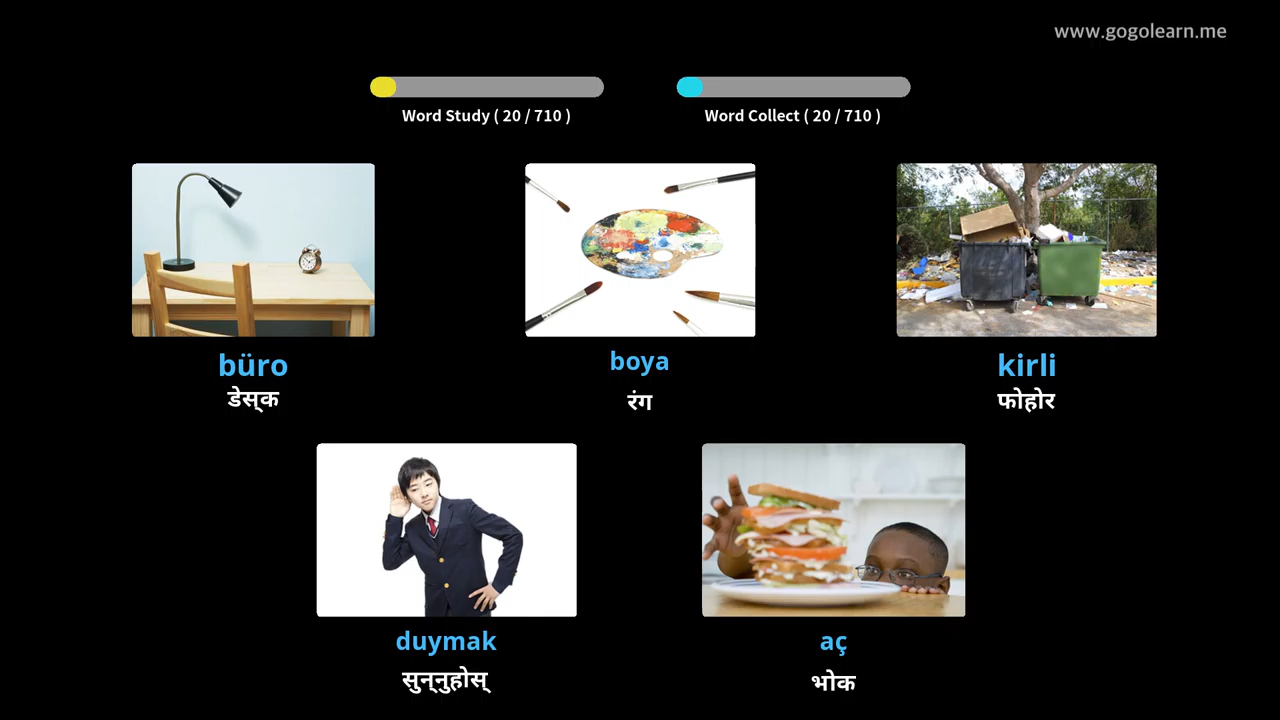 www.gogolearn.me
Word Study ( 20 / 710 )
Word Collect ( 20 / 710 )
büro
डेस्क
boya
रंग
kirli
फोहोर
duymak
सुन्नुहोस्
aç
भोक